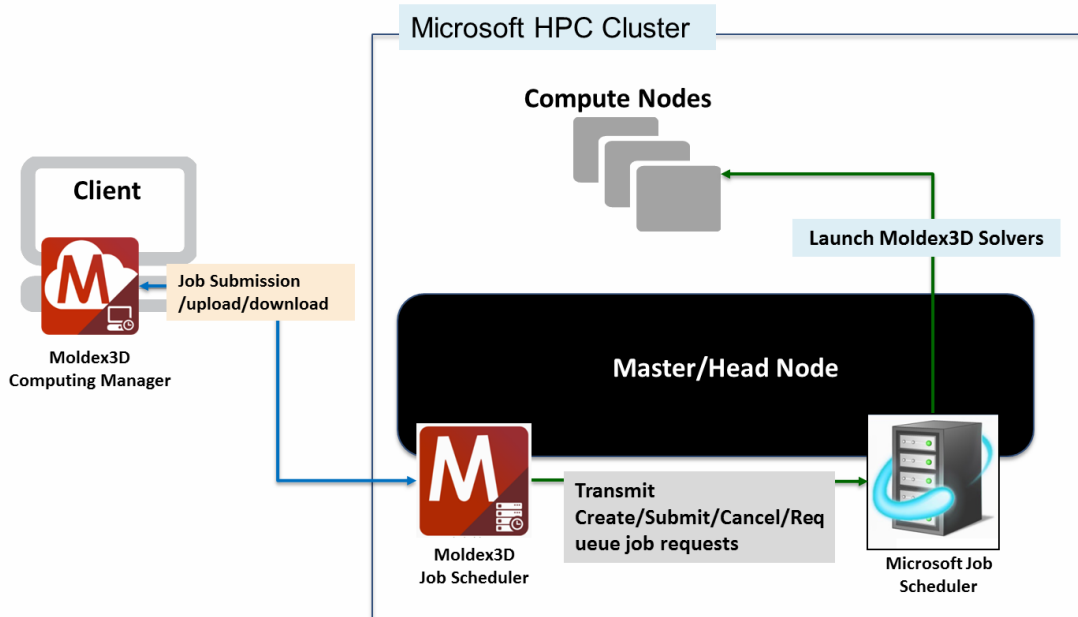 Microsoft HPC Cluster
Compute Nodes
Client
M
Job Submission
/upload/download
Launch Moldex3D Solvers
Moldex3D
Computing Manager
Master/Head Node
M
Transmit
Create/Submit/Cancel/Req
ueue job requests
Moldex3D
Job Scheduler
Microsoft Job
Scheduler